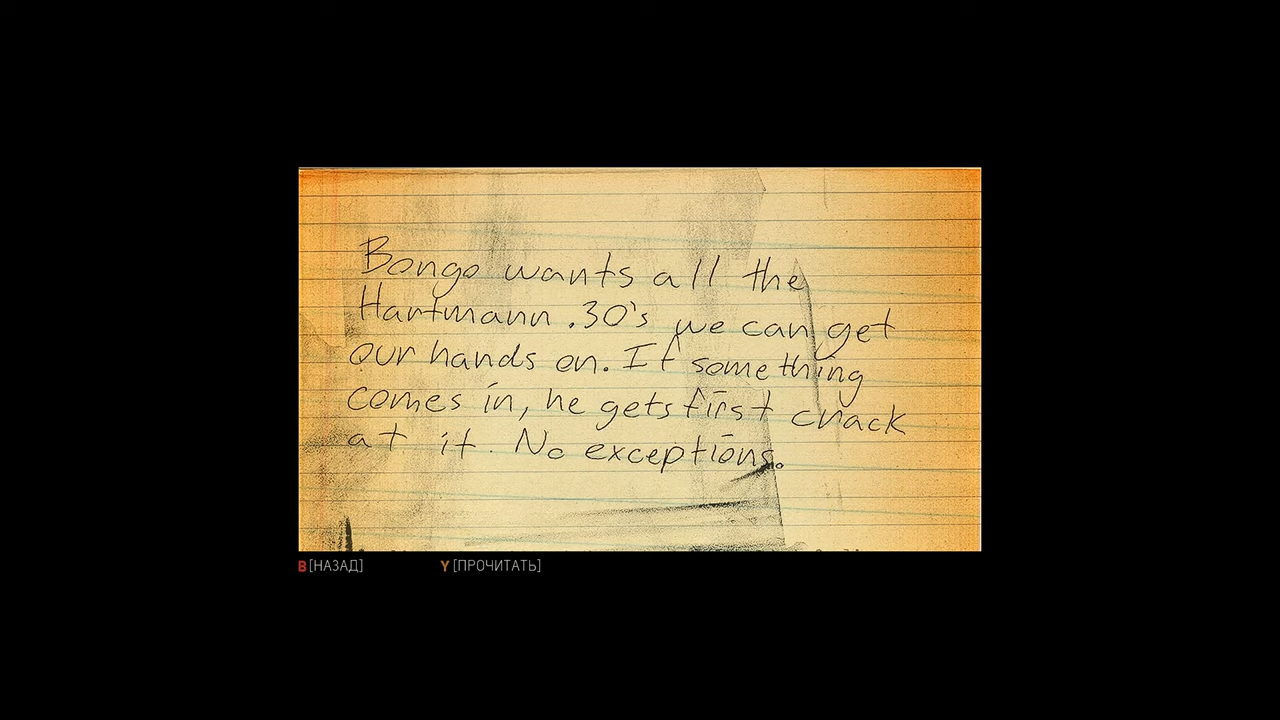 Bongo wants all the
Hartmann .30's we can get
our hands on. If something
comes in, he gets first crack
at it. No exceptions.
B [НАЗАД] Y [ПРОЧИТАТЬ]